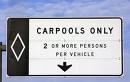 CARPOOLS ONLY
2 OR MORE PERSONS
PER VEHICLE